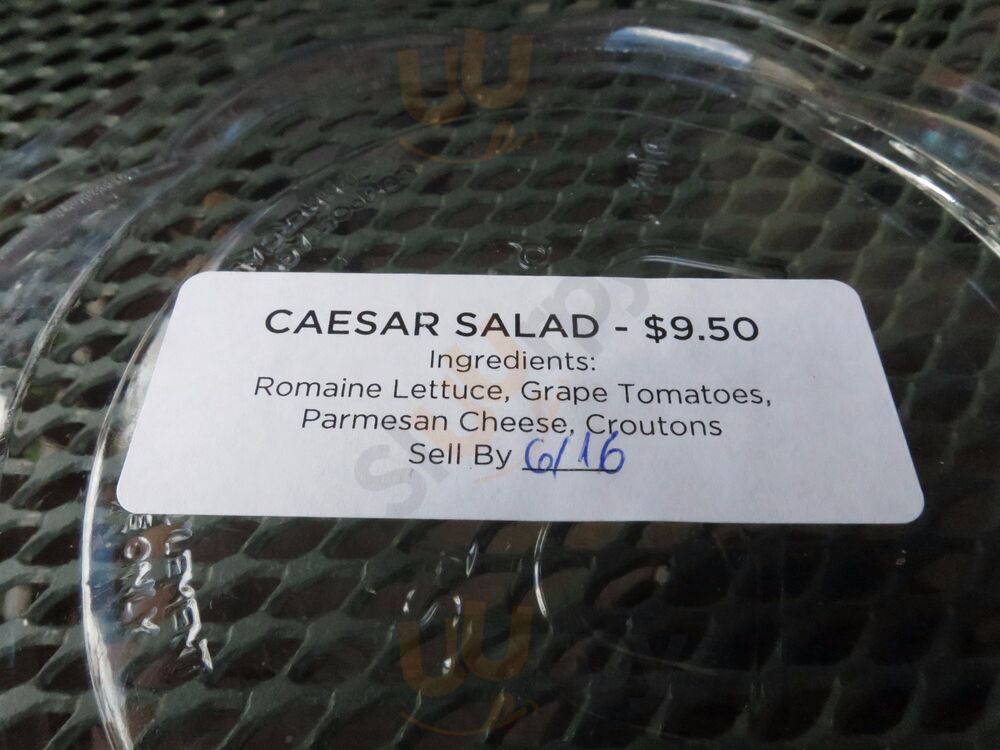 CAESAR SALAD - $9.50
Ingredients:
Romaine Lettuce, Grape Tomatoes,
Parmesan Cheese, Croutons
Sell By 6/16